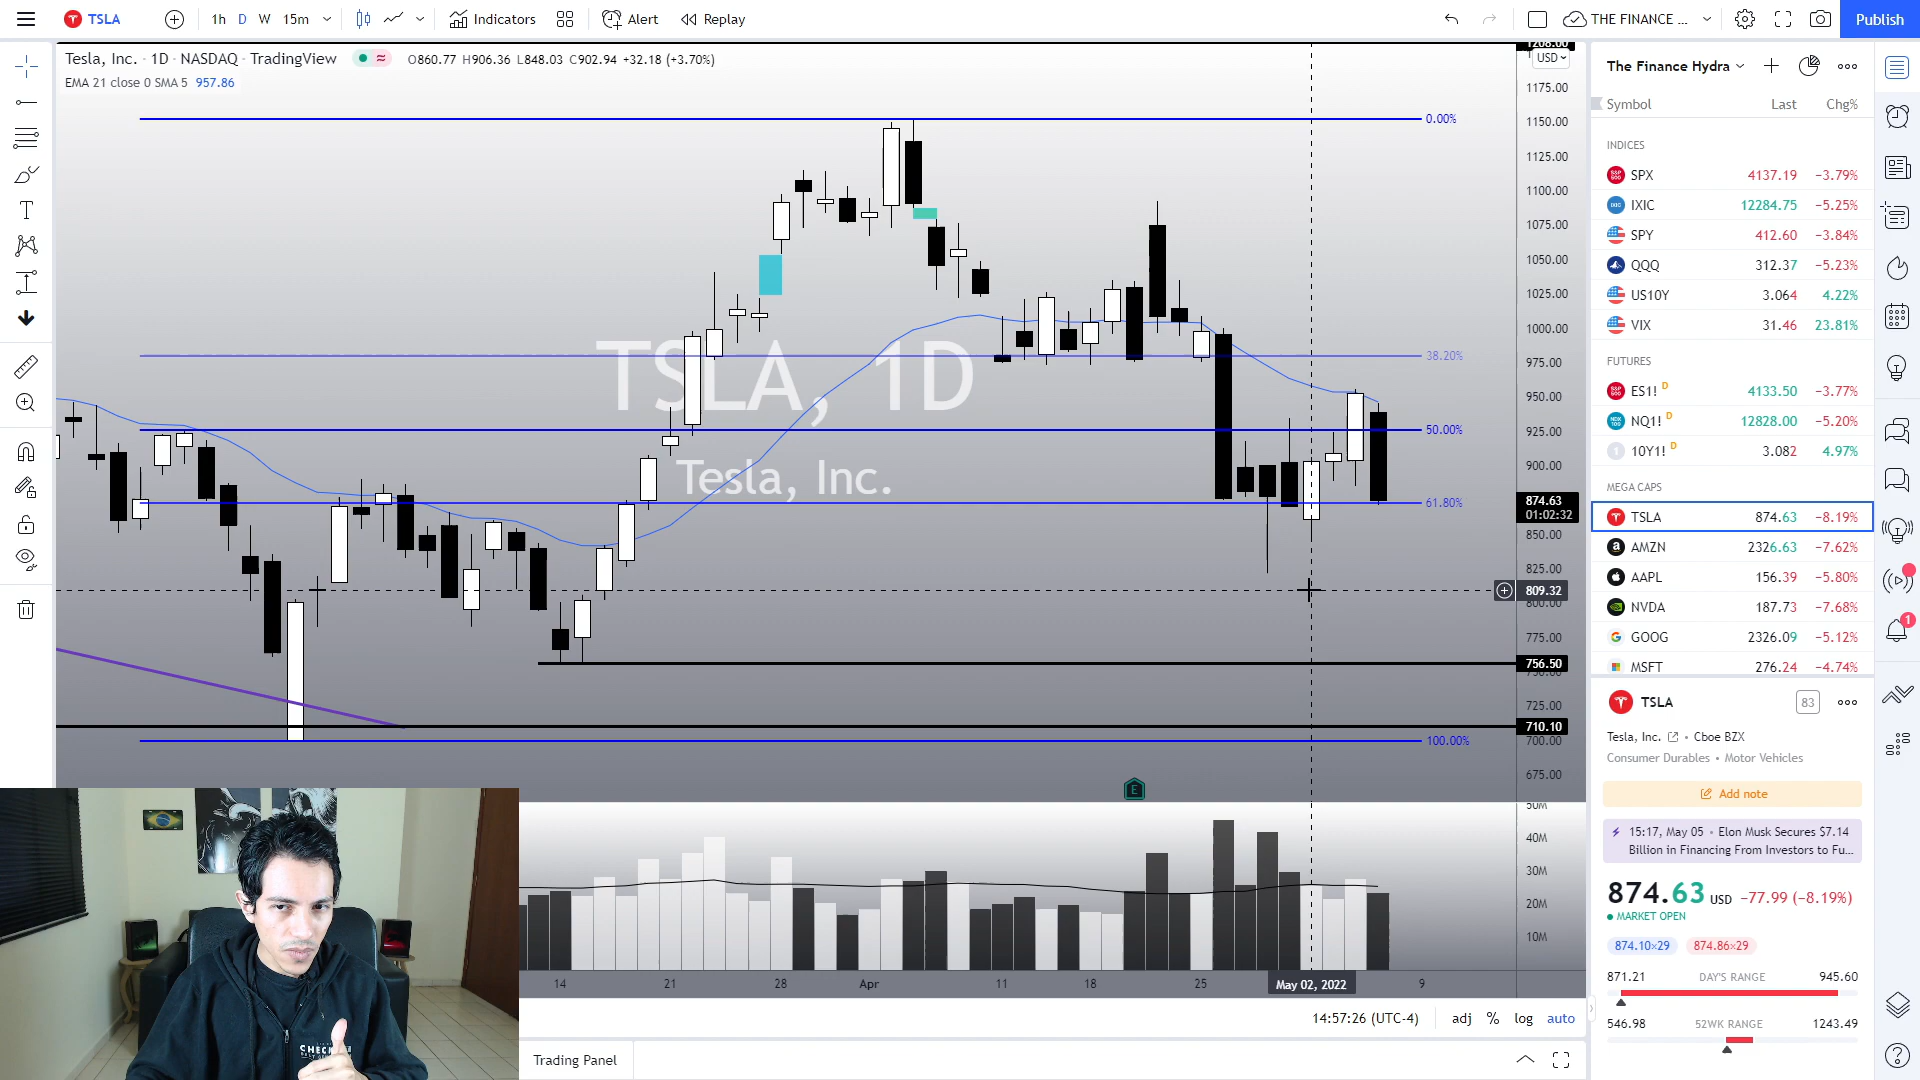 TSLA
1h D W 15m
Indicators
Alert
Replay
THE FINANCE ...
Publish
Tesla, Inc. · 1D · NASDAQ · TradingView
O860.77 H906.36 L848.03 C902.94 +32.18 (+3.70%)
EMA 21 close 0 SMA 5 957.86
TSLA, 1D
Tesla, Inc.
0.00%
38.20%
50.00%
61.80%
100.00%
E
1208.00
USD
1175.00
1150.00
1125.00
1100.00
1075.00
1050.00
1025.00
1000.00
975.00
950.00
925.00
900.00
874.63
01:02:32
850.00
825.00
809.32
800.00
775.00
756.50
750.00
725.00
710.10
700.00
675.00
50M
40M
30M
20M
10M
14 21 28 Apr 11 18 25 May 02, 2022 9
14:57:26 (UTC-4) adj % log auto
Trading Panel
The Finance Hydra
Symbol Last Chg%
INDICES
SPX 4137.19 −3.79%
IXIC 12284.75 −5.25%
SPY 412.60 −3.84%
QQQ 312.37 −5.23%
US10Y 3.064 4.22%
VIX 31.46 23.81%
FUTURES
ES1! D 4133.50 −3.77%
NQ1! D 12828.00 −5.20%
10Y1! D 3.082 4.97%
MEGA CAPS
TSLA 874.63 −8.19%
AMZN 2326.63 −7.62%
AAPL 156.39 −5.80%
NVDA 187.73 −7.68%
GOOG 2326.09 −5.12%
MSFT 276.24 −4.74%
TSLA
83
Tesla, Inc. • Cboe BZX
Consumer Durables • Motor Vehicles
Add note
15:17, May 05 • Elon Musk Secures $7.14
Billion in Financing From Investors to Fu...
874.63 USD −77.99 (−8.19%)
MARKET OPEN
874.10×29 874.86×29
871.21 DAY'S RANGE 945.60
546.98 52WK RANGE 1243.49
1